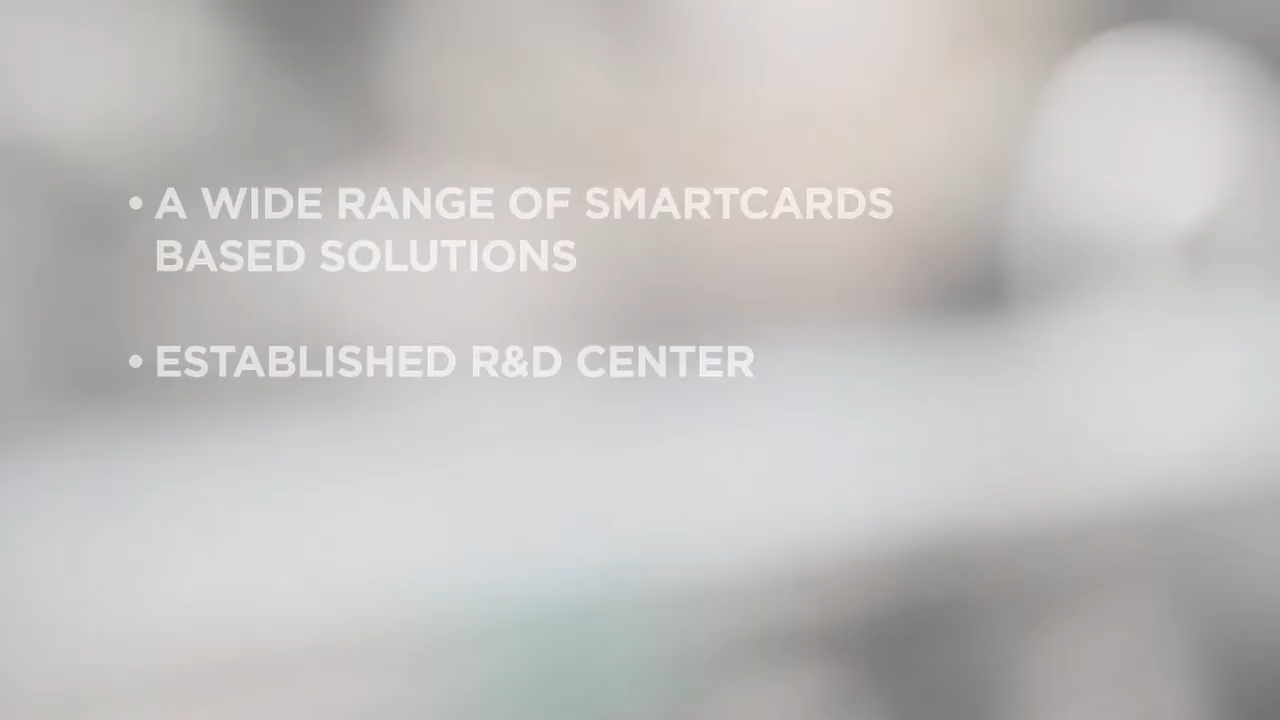 • A WIDE RANGE OF SMARTCARDS
BASED SOLUTIONS
• ESTABLISHED R&D CENTER